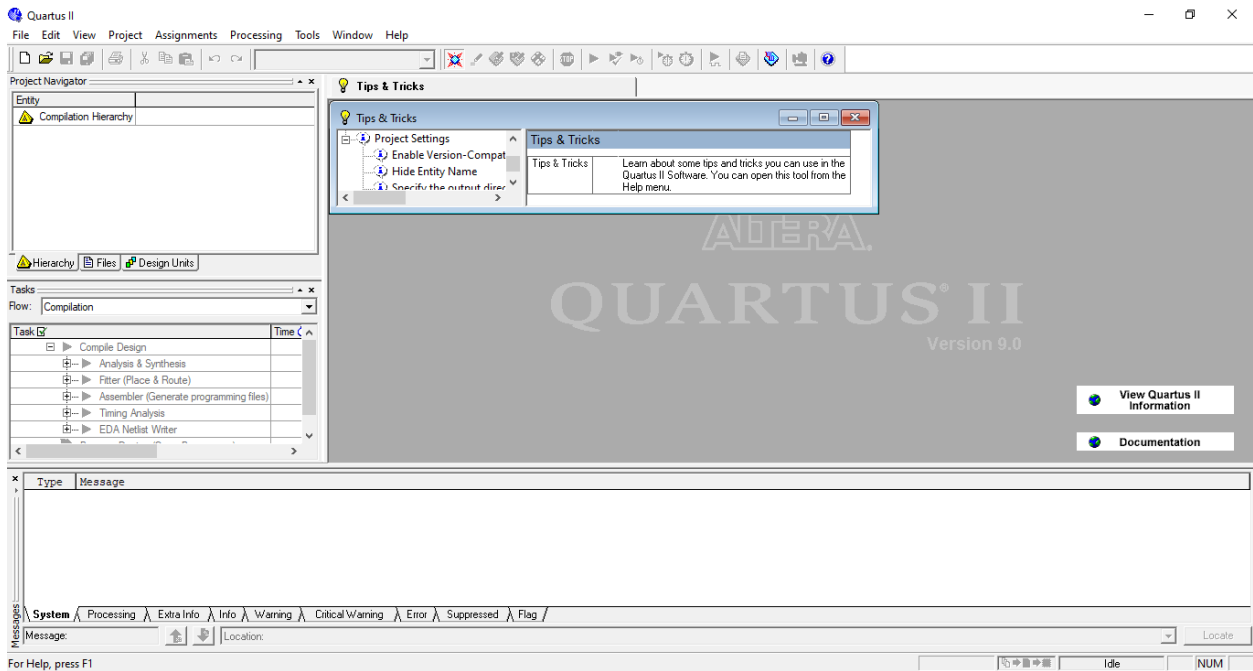 Quartus II
File Edit View Project Assignments Processing Tools Window Help
Project Navigator
Entity
Compilation Hierarchy
Hierarchy Files Design Units
Tasks
Flow: Compilation
Task Time
Compile Design
Analysis & Synthesis
Fitter (Place & Route)
Assembler (Generate programming files)
Timing Analysis
EDA Netlist Writer
Tips & Tricks
Tips & Tricks
Project Settings
Enable Version-Compat
Hide Entity Name
Specify the output direc
Tips & Tricks
Tips & Tricks Learn about some tips and tricks you can use in the
Quartus II Software. You can open this tool from the
Help menu.
ALTERA.
QUARTUS® II
Version 9.0
View Quartus II
Information
Documentation
Type Message
System Processing Extra Info Info Warning Critical Warning Error Suppressed Flag
Messages
Message: Location: Locate
For Help, press F1 Idle NUM